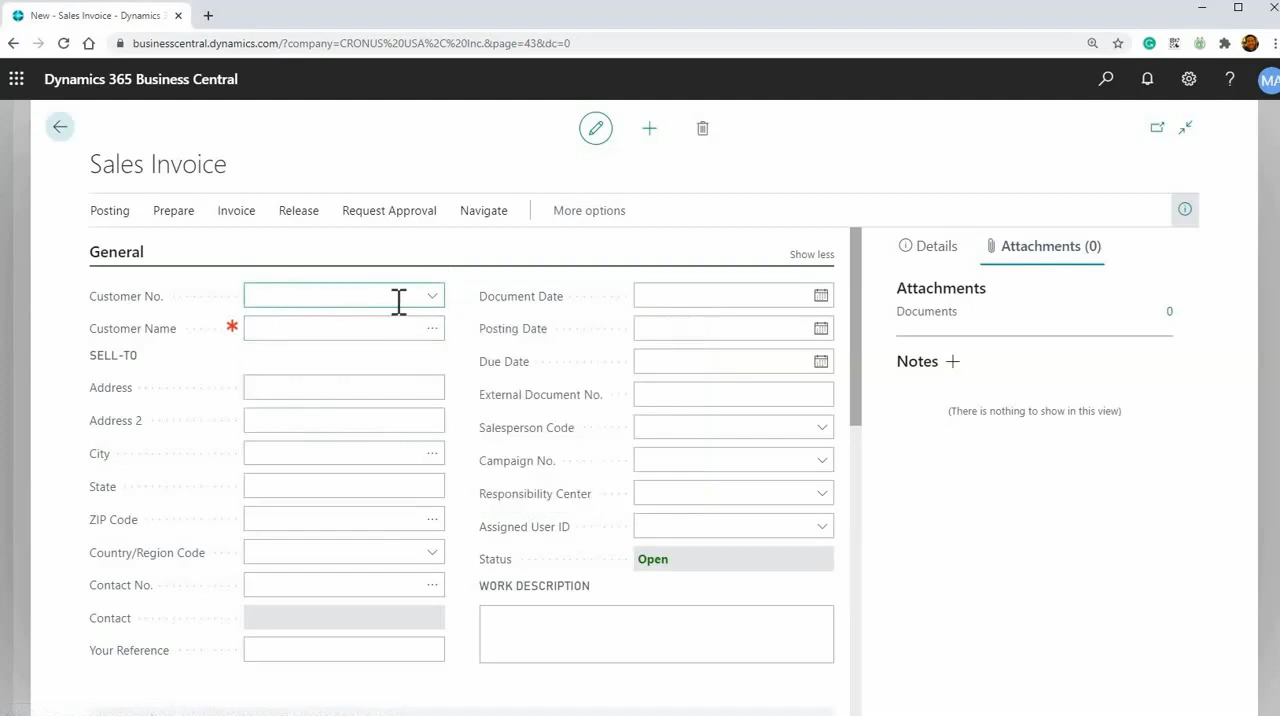 New - Sales Invoice - Dynamics
businesscentral.dynamics.com/?company=CRONUS%20USA%2C%20Inc.&page=43&dc=0
Dynamics 365 Business Central
?
MA
Sales Invoice
Posting Prepare Invoice Release Request Approval Navigate More options
General Show less
Customer No.
Customer Name *
SELL-TO
Address
Address 2
City
State
ZIP Code
Country/Region Code
Contact No.
Contact
Your Reference
Document Date
Posting Date
Due Date
External Document No.
Salesperson Code
Campaign No.
Responsibility Center
Assigned User ID
Status Open
WORK DESCRIPTION
Details Attachments (0)
Attachments
Documents 0
Notes
(There is nothing to show in this view)